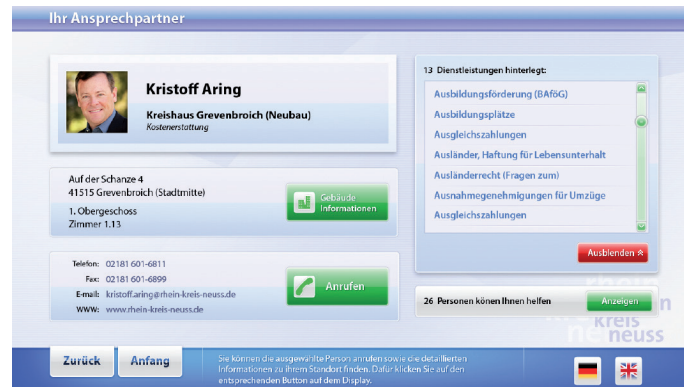 Ihr Ansprechpartner
Kristoff Aring
Kreishaus Grevenbroich (Neubau)
Kostenerstattung
Auf der Schanze 4
41515 Grevenbroich (Stadtmitte)
1. Obergeschoss
Zimmer 1.13
Gebäude
Informationen
Telefon: 02181 601-6811
Fax: 02181 601-6899
E-mail: kristoff.aring@rhein-kreis-neuss.de
WWW: www.rhein-kreis-neuss.de
Anrufen
13 Dienstleistungen hinterlegt:
Ausbildungsförderung (BAföG)
Ausbildungsplätze
Ausgleichszahlungen
Ausländer, Haftung für Lebensunterhalt
Ausländerrecht (Fragen zum)
Ausnahmegenehmigungen für Umzüge
Ausgleichszahlungen
Ausblenden
26 Personen könen Ihnen helfen
Anzeigen
rhein
kreis
neuss
Zurück
Anfang
Sie können die ausgewählte Person anrufen sowie die detaillierten
Informationen zu ihrem Standort finden. Dafür klicken Sie auf den
entsprechenden Button auf dem Display.